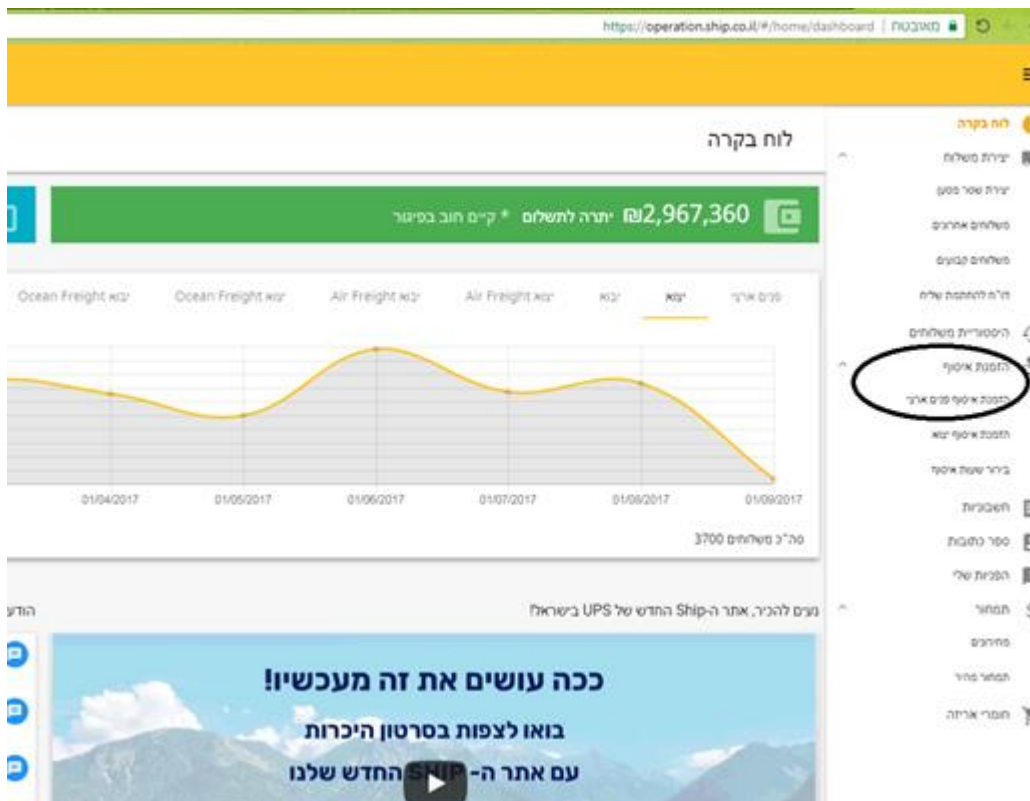 https://operation.ship.co.il/#/home/dashboard | מאובטח
לוח בקרה
יצירת משלוח
יצירת שטר מטען
משלוחים אחרונים
משלוחים קבועים
דו"ח להחתמת שליח
היסטוריית משלוחים
הזמנת איסוף
הזמנת איסוף פנים ארצי
הזמנת איסוף יצוא
בירור שעות איסוף
חשבוניות
ספר כתובות
הפניות שלי
תמחור
מחירונים
תמחור מהיר
חומרי אריזה
לוח בקרה
₪2,967,360 יתרה לתשלום * קיים חוב בפיגור
פנים ארצי יצוא יבוא יצוא Air Freight יבוא Air Freight יצוא Ocean Freight יבוא Ocean Freight
01/04/2017 01/05/2017 01/06/2017 01/07/2017 01/08/2017 01/09/2017
סה"כ משלוחים 3700
נעים להכיר, אתר ה-Ship החדש של UPS בישראל!
ככה עושים את זה מעכשיו!
בואו לצפות בסרטון היכרות
עם אתר ה- SHIP החדש שלנו